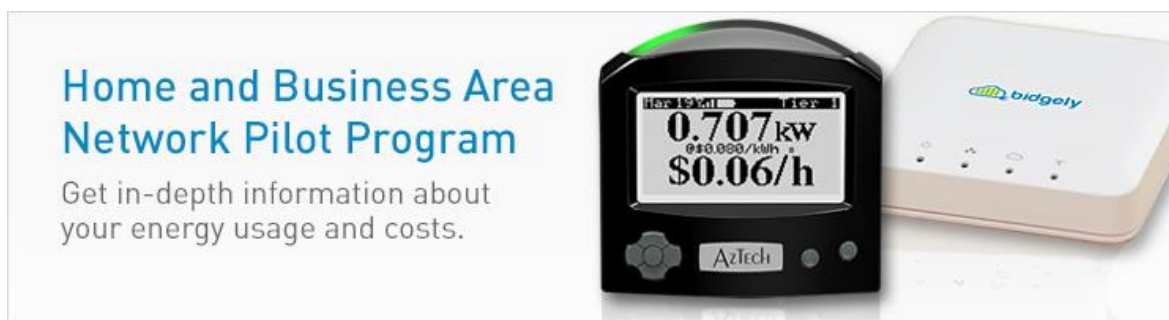 Home and Business Area
Network Pilot Program
Get in-depth information about
your energy usage and costs.
Mar 19 Tier 1
0.707kW
@$0.080/kWh
$0.06/h
AzTech
bidgely